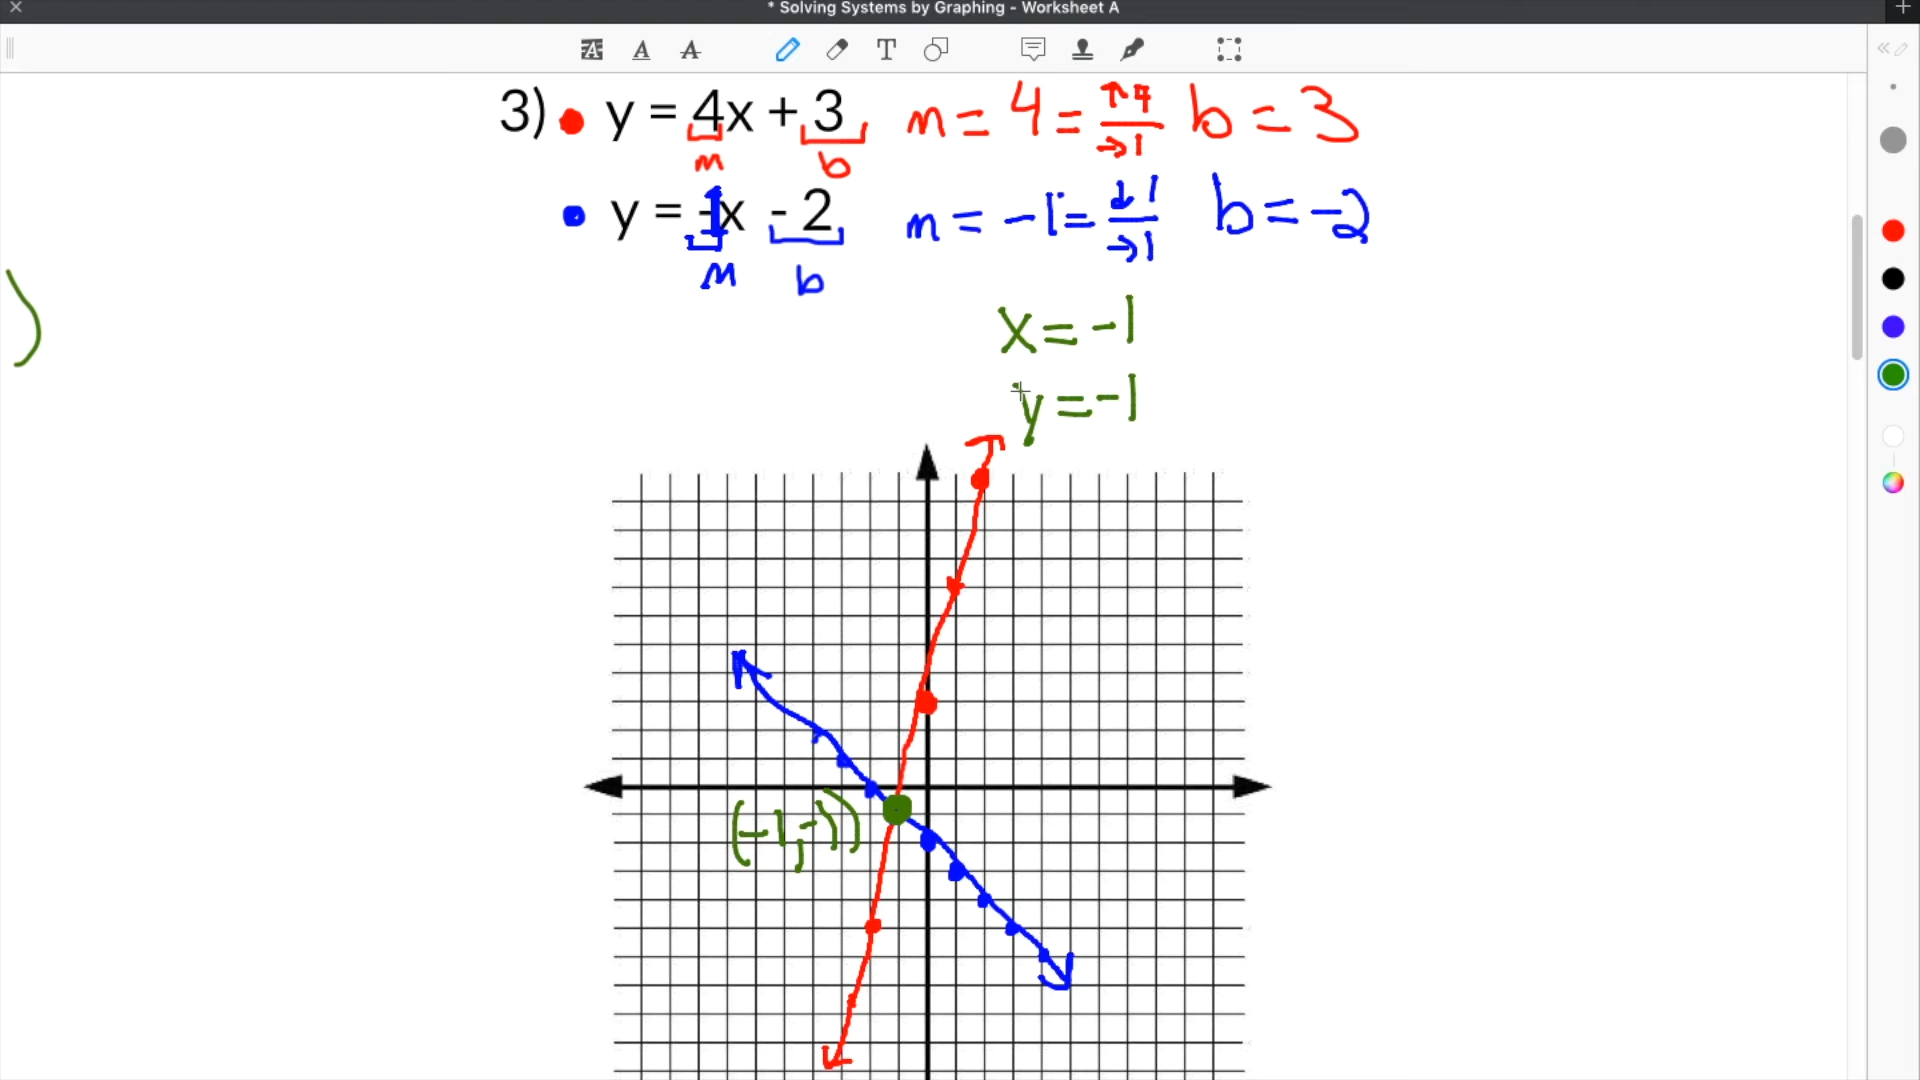 * Solving Systems by Graphing - Worksheet A
3) y = 4x + 3 m = 4 = ↑4/→1 b = 3
m b
y = -1x - 2 m = -1 = ↓1/→1 b = -2
m b
x = -1
y = -1
(-1,-1)
)